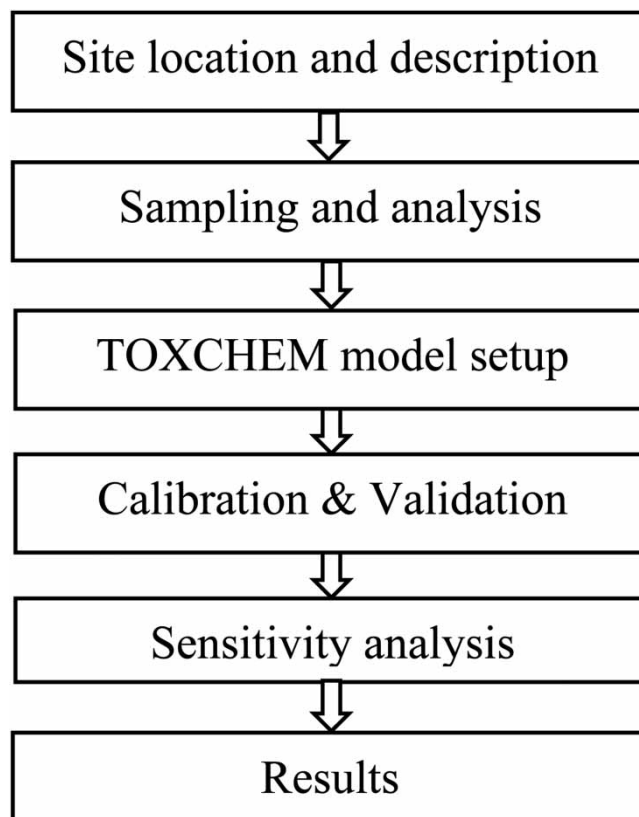 Site location and description
Sampling and analysis
TOXCHEM model setup
Calibration & Validation
Sensitivity analysis
Results